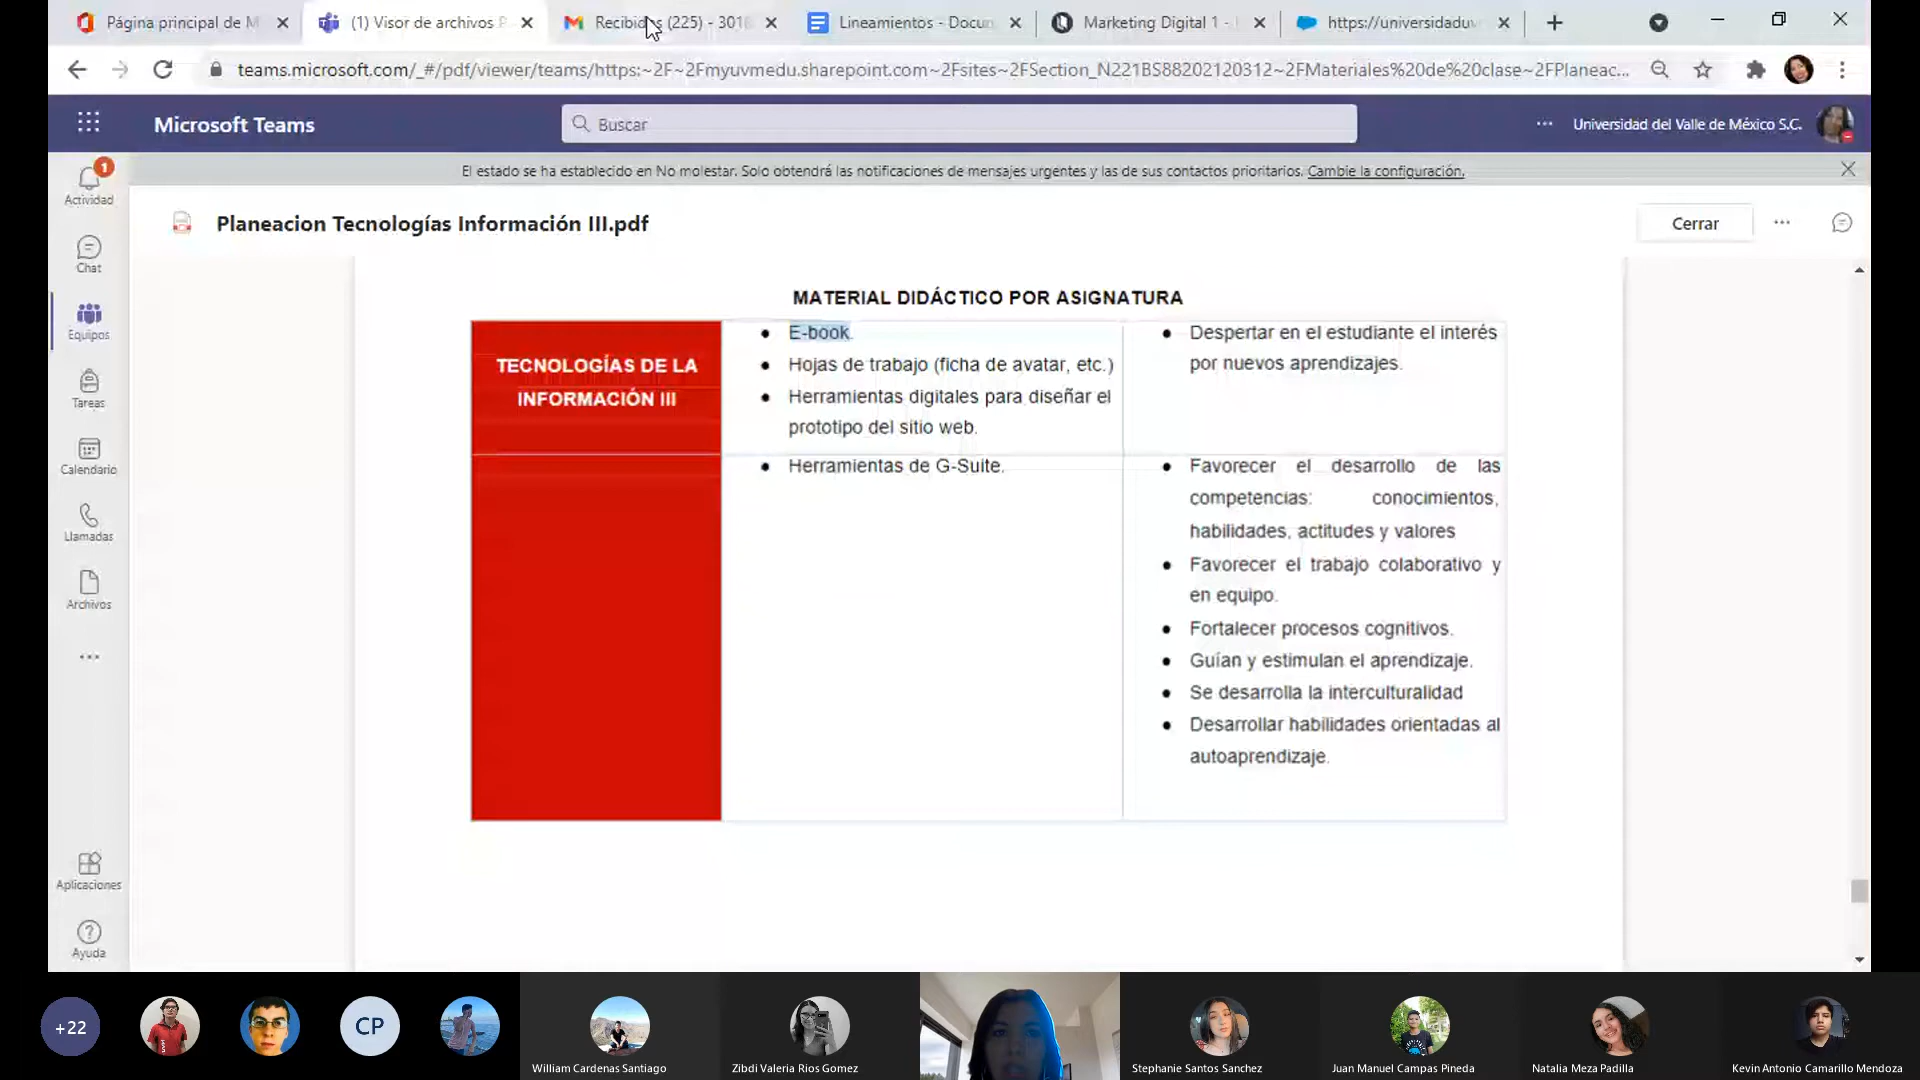 Página principal de M
(1) Visor de archivos P
Recibidos (225) - 301
Lineamientos - Docun
Marketing Digital 1 -
https://universidaduv
teams.microsoft.com/_#/pdf/viewer/teams/https:~2F~2Fmyuvmedu.sharepoint.com~2Fsites~2FSection_N221BS88202120312~2FMateriales%20de%20clase~2FPlaneac...
Microsoft Teams
Buscar
Universidad del Valle de México S.C.
El estado se ha establecido en No molestar. Solo obtendrá las notificaciones de mensajes urgentes y las de sus contactos prioritarios. Cambie la configuración.
1
Actividad
Chat
Equipos
Tareas
Calendario
Llamadas
Archivos
Aplicaciones
Ayuda
Planeacion Tecnologías Información III.pdf
Cerrar
MATERIAL DIDÁCTICO POR ASIGNATURA
TECNOLOGÍAS DE LA
INFORMACIÓN III
• E-book.
• Hojas de trabajo (ficha de avatar, etc.)
• Herramientas digitales para diseñar el
prototipo del sitio web.
• Herramientas de G-Suite.
• Despertar en el estudiante el interés
por nuevos aprendizajes.
• Favorecer el desarrollo de las
competencias: conocimientos,
habilidades, actitudes y valores
• Favorecer el trabajo colaborativo y
en equipo.
• Fortalecer procesos cognitivos.
• Guían y estimulan el aprendizaje.
• Se desarrolla la interculturalidad
• Desarrollar habilidades orientadas al
autoaprendizaje.
+22
CP
William Cardenas Santiago
Zibdi Valeria Rios Gomez
Stephanie Santos Sanchez
Juan Manuel Campas Pineda
Natalia Meza Padilla
Kevin Antonio Camarillo Mendoza